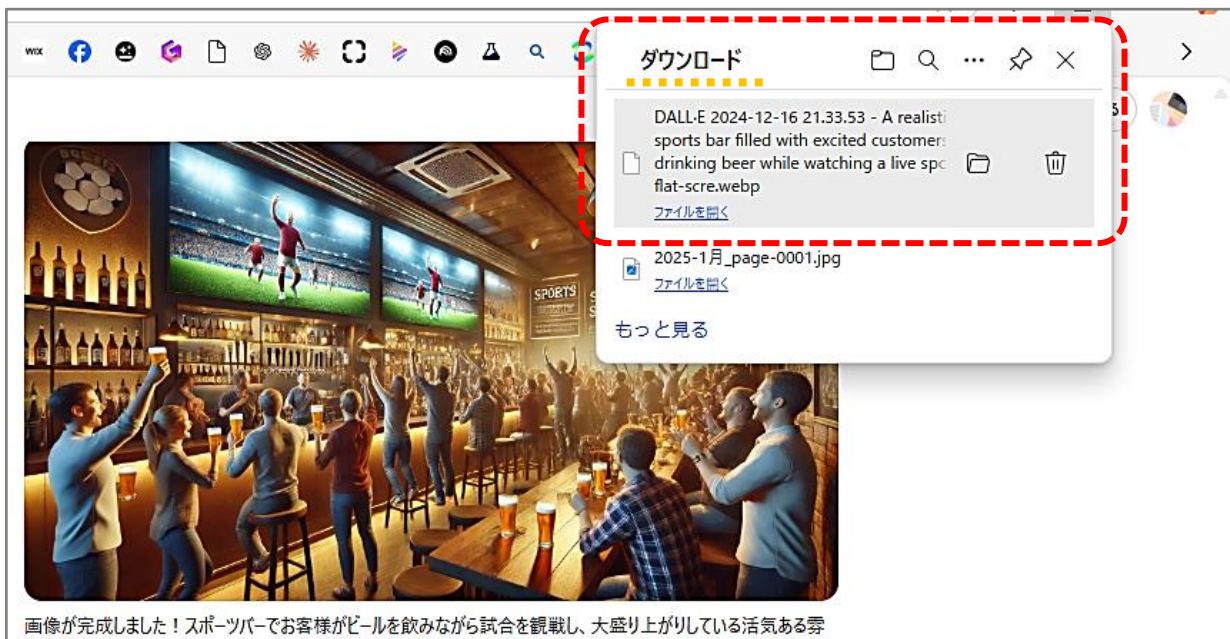 WIX
ダウンロード
DALL·E 2024-12-16 21.33.53 - A realisti
sports bar filled with excited customer
drinking beer while watching a live spo
flat-scre.webp
ファイルを開く
2025-1月_page-0001.jpg
ファイルを開く
もっと見る
る
SPORTS
画像が完成しました！スポーツバーでお客様がビールを飲みながら試合を観戦し、大盛り上がりしている活気ある雰